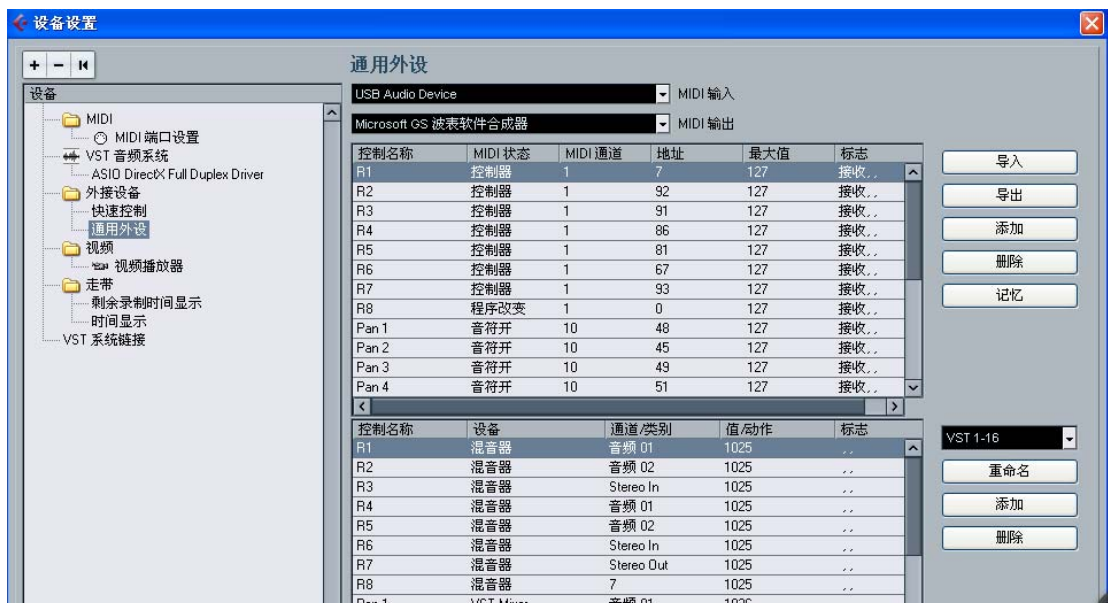 设备设置
设备
MIDI
MIDI 端口设置
VST 音频系统
ASIO DirectX Full Duplex Driver
外接设备
快速控制
通用外设
视频
视频播放器
走带
剩余录制时间显示
时间显示
VST 系统链接
通用外设
USB Audio Device MIDI 输入
Microsoft GS 波表软件合成器 MIDI 输出
控制名称 MIDI 状态 MIDI 通道 地址 最大值 标志
R1 控制器 1 7 127 接收,,
R2 控制器 1 92 127 接收,,
R3 控制器 1 91 127 接收,,
R4 控制器 1 86 127 接收,,
R5 控制器 1 81 127 接收,,
R6 控制器 1 67 127 接收,,
R7 控制器 1 93 127 接收,,
R8 程序改变 1 0 127 接收,,
Pan 1 音符开 10 48 127 接收,,
Pan 2 音符开 10 45 127 接收,,
Pan 3 音符开 10 49 127 接收,,
Pan 4 音符开 10 51 127 接收,,
导入
导出
添加
删除
记忆
控制名称 设备 通道/类别 值/动作 标志
R1 混音器 音频 01 1025 ,,
R2 混音器 音频 02 1025 ,,
R3 混音器 Stereo In 1025 ,,
R4 混音器 音频 01 1025 ,,
R5 混音器 音频 02 1025 ,,
R6 混音器 Stereo In 1025 ,,
R7 混音器 Stereo Out 1025 ,,
R8 混音器 7 1025 ,,
Pan 1 VST Mixer 音频 01 1026
VST 1-16
重命名
添加
删除